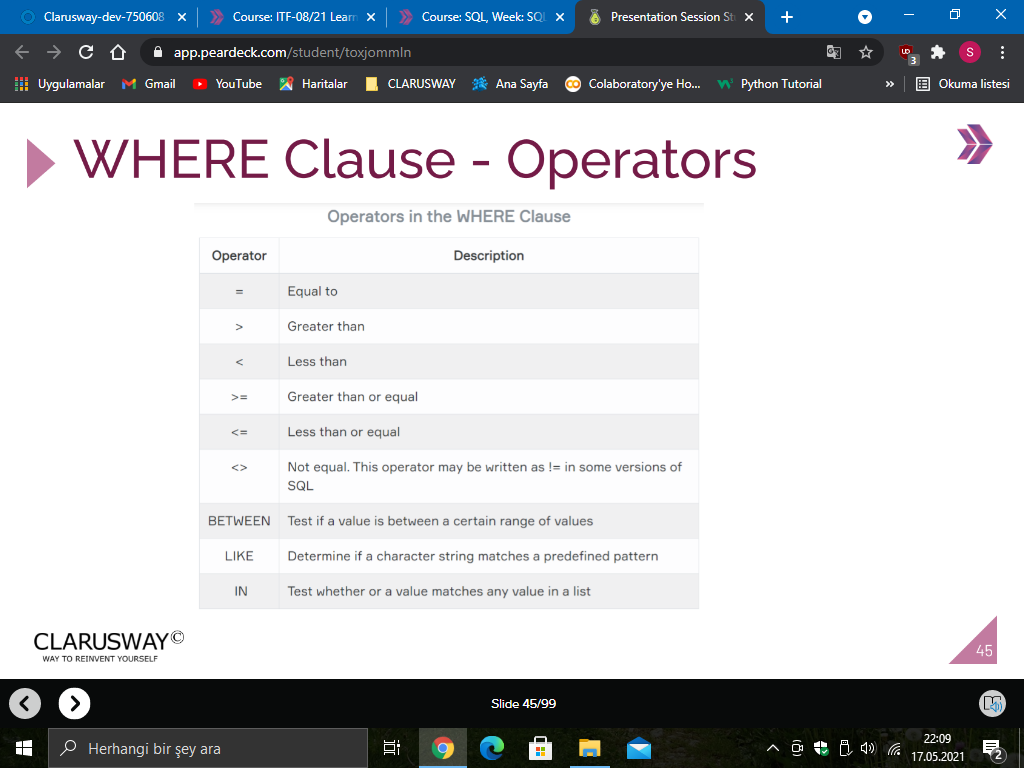 Clarusway-dev-750608
Course: ITF-08/21 Learn
Course: SQL, Week: SQL
Presentation Session St
app.peardeck.com/student/toxjommln
UD
3
S
Uygulamalar
Gmail
YouTube
Haritalar
CLARUSWAY
Ana Sayfa
Colaboratory'ye Ho...
Python Tutorial
»
Okuma listesi
WHERE Clause - Operators
Operators in the WHERE Clause
Operator Description
= Equal to
> Greater than
< Less than
>= Greater than or equal
<= Less than or equal
<> Not equal. This operator may be written as != in some versions of
SQL
BETWEEN Test if a value is between a certain range of values
LIKE Determine if a character string matches a predefined pattern
IN Test whether or a value matches any value in a list
CLARUSWAY©
WAY TO REINVENT YOURSELF
45
Slide 45/99
Herhangi bir şey ara
22:09
17.05.2021
2